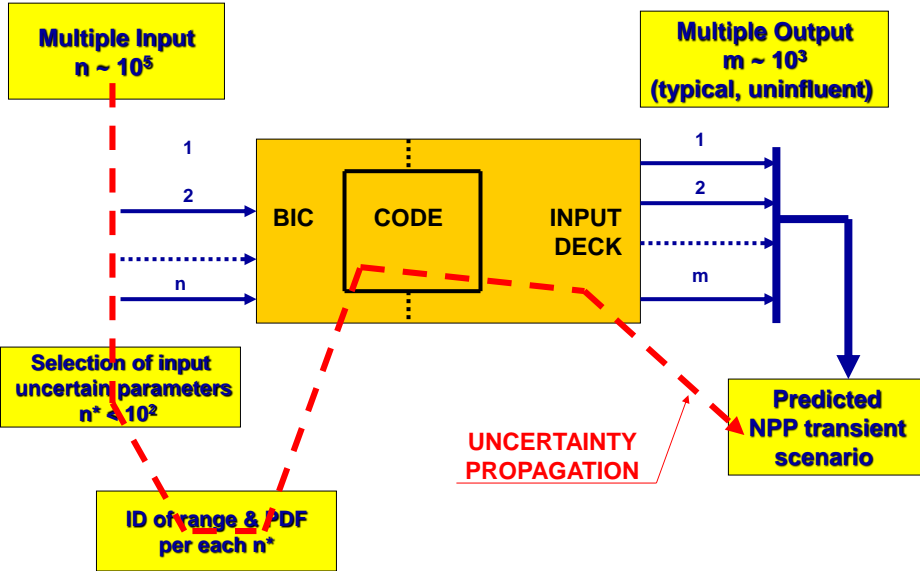 Multiple Input
n ~ 10⁵
Multiple Output
m ~ 10³
(typical, uninfluent)
1
2
n
BIC
CODE
INPUT
DECK
1
2
m
Selection of input
uncertain parameters
n* < 10²
ID of range & PDF
per each n*
UNCERTAINTY
PROPAGATION
Predicted
NPP transient
scenario